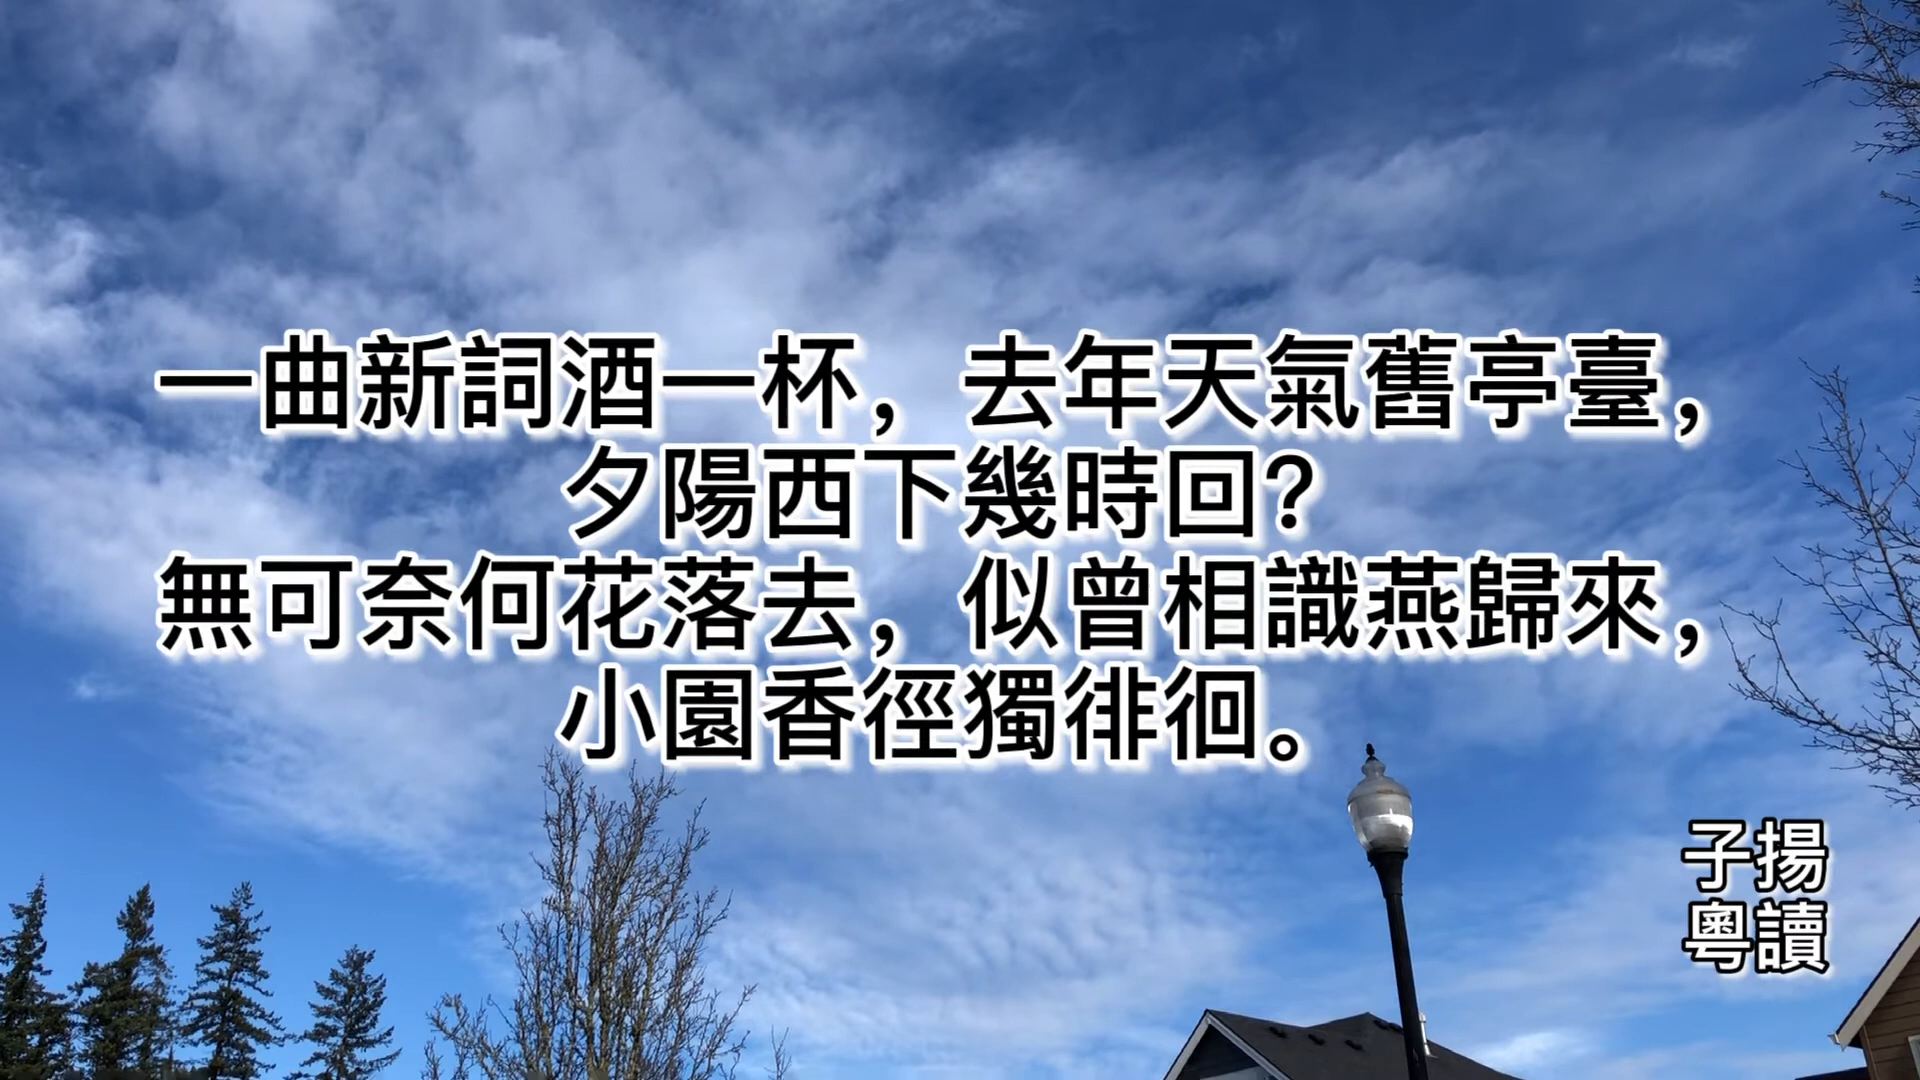 一曲新詞酒一杯，去年天氣舊亭臺，
夕陽西下幾時回？
無可奈何花落去，似曾相識燕歸來，
小園香徑獨徘徊。
子揚
粵讀